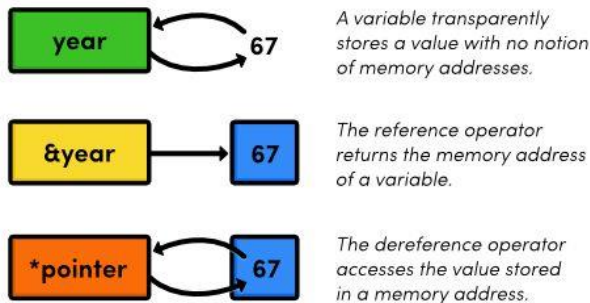 year
67
A variable transparently
stores a value with no notion
of memory addresses.
&year
67
The reference operator
returns the memory address
of a variable.
*pointer
67
The dereference operator
accesses the value stored
in a memory address.